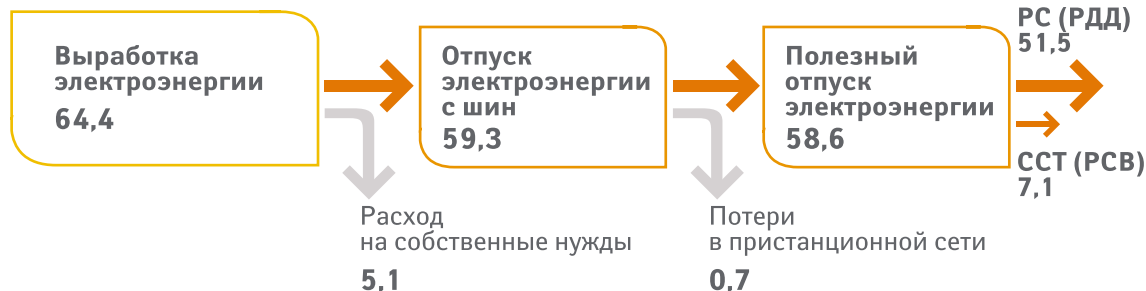 Выработка
электроэнергии
64,4
Отпуск
электроэнергии
с шин
59,3
Полезный
отпуск
электроэнергии
58,6
РС (РДД)
51,5
ССТ (РСВ)
7,1
Расход
на собственные нужды
5,1
Потери
в пристанционной сети
0,7